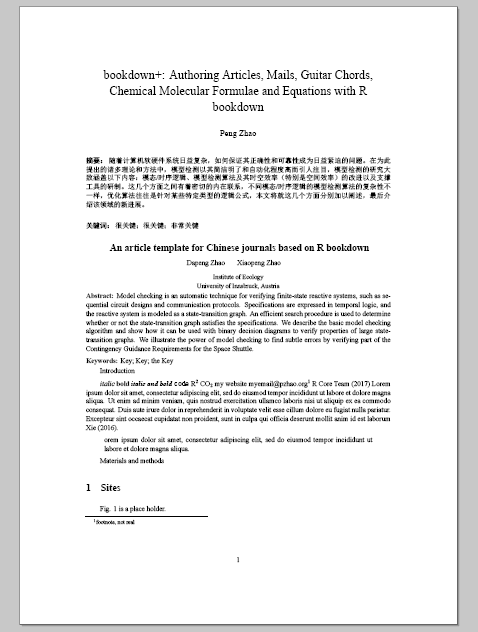 bookdown+: Authoring Articles, Mails, Guitar Chords,
Chemical Molecular Formulae and Equations with R
bookdown
Peng Zhao
摘要： 随着计算机软硬件系统日益复杂，如何保证其正确性和可靠性成为日益紧迫的问题。在为此
提出的诸多理论和方法中，模型检测以其简洁明了和自动化程度高而引人注目。模型检测的研究大
致涵盖以下内容：模态/时序逻辑、模型检测算法及其时空效率（特别是空间效率）的改进以及支撑
工具的研制。这几个方面之间有着密切的内在联系。不同模态/时序逻辑的模型检测算法的复杂性不
一样，优化算法往往是针对某些特定类型的逻辑公式。本文将就这几个方面分别加以阐述，最后介
绍该领域的新进展。
关键词： 很关键；很关键；非常关键
An article template for Chinese journals based on R bookdown
Dapeng Zhao Xiaopeng Zhao
Institute of Ecology
University of Innsbruck, Austria
Abstract: Model checking is an automatic technique for verifying finite-state reactive systems, such as se-
quential circuit designs and communication protocols. Specifications are expressed in temporal logic, and
the reactive system is modeled as a state-transition graph. An efficient search procedure is used to determine
whether or not the state-transition graph satisfies the specifications. We describe the basic model checking
algorithm and show how it can be used with binary decision diagrams to verify properties of large state-
transition graphs. We illustrate the power of model checking to find subtle errors by verifying part of the
Contingency Guidance Requirements for the Space Shuttle.
Keywords: Key; Key; the Key
Introduction
italic bold italic and bold code R² CO₂ my website myemail@pzhao.org¹ R Core Team (2017) Lorem
ipsum dolor sit amet, consectetur adipiscing elit, sed do eiusmod tempor incididunt ut labore et dolore magna
aliqua. Ut enim ad minim veniam, quis nostrud exercitation ullamco laboris nisi ut aliquip ex ea commodo
consequat. Duis aute irure dolor in reprehenderit in voluptate velit esse cillum dolore eu fugiat nulla pariatur.
Excepteur sint occaecat cupidatat non proident, sunt in culpa qui officia deserunt mollit anim id est laborum
Xie (2016).
orem ipsum dolor sit amet, consectetur adipiscing elit, sed do eiusmod tempor incididunt ut
labore et dolore magna aliqua.
Materials and methods
1 Sites
Fig. 1 is a place holder.
¹footnote, not real
1